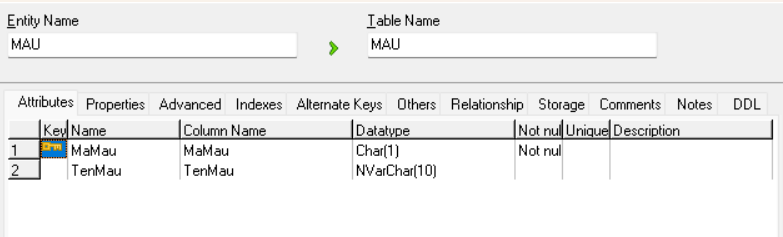 Entity Name Table Name
MAU MAU
Attributes Properties Advanced Indexes Alternate Keys Others Relationship Storage Comments Notes DDL
Key Name Column Name Datatype Not nul Unique Description
1 MaMau MaMau Char(1) Not nul
2 TenMau TenMau NVarChar(10)